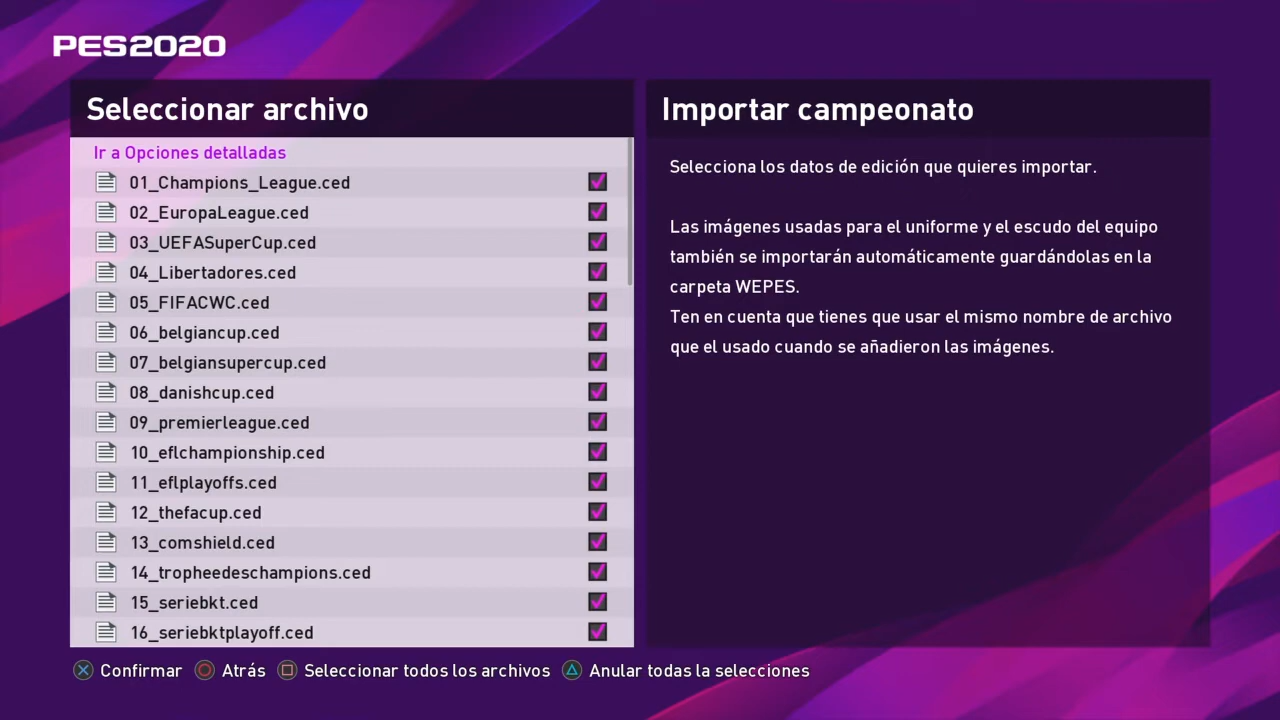 PES2020
Seleccionar archivo
Ir a Opciones detalladas
01_Champions_League.ced
02_EuropaLeague.ced
03_UEFASuperCup.ced
04_Libertadores.ced
05_FIFACWC.ced
06_belgiancup.ced
07_belgiansupercup.ced
08_danishcup.ced
09_premierleague.ced
10_eflchampionship.ced
11_eflplayoffs.ced
12_thefacup.ced
13_comshield.ced
14_tropheedeschampions.ced
15_seriebkt.ced
16_seriebktplayoff.ced
Importar campeonato
Selecciona los datos de edición que quieres importar.
Las imágenes usadas para el uniforme y el escudo del equipo
también se importarán automáticamente guardándolas en la
carpeta WEPES.
Ten en cuenta que tienes que usar el mismo nombre de archivo
que el usado cuando se añadieron las imágenes.
Confirmar Atrás Seleccionar todos los archivos Anular todas la selecciones